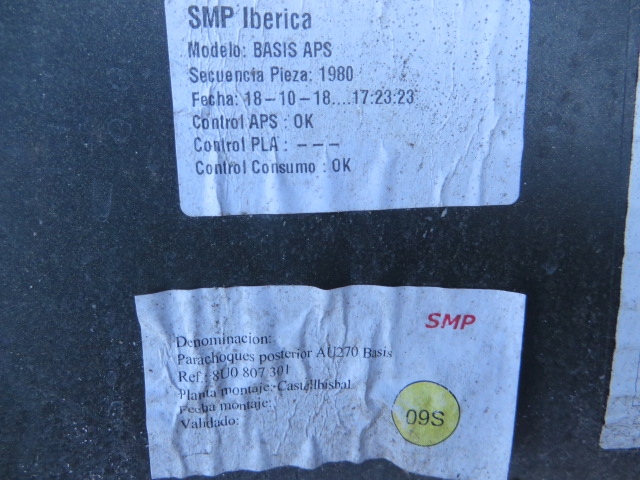 SMP Iberica
Modelo: BASIS APS
Secuencia Pieza: 1980
Fecha: 18-10-18....17:23:23
Control APS : OK
Control PLA : – – –
Control Consumo : OK
SMP
Denominacion:
Parachoques posterior AU270 Basis
Ref : 8U0 807 301
Planta montaje: Castellbisbal
Fecha montaje:
Validado:
09S